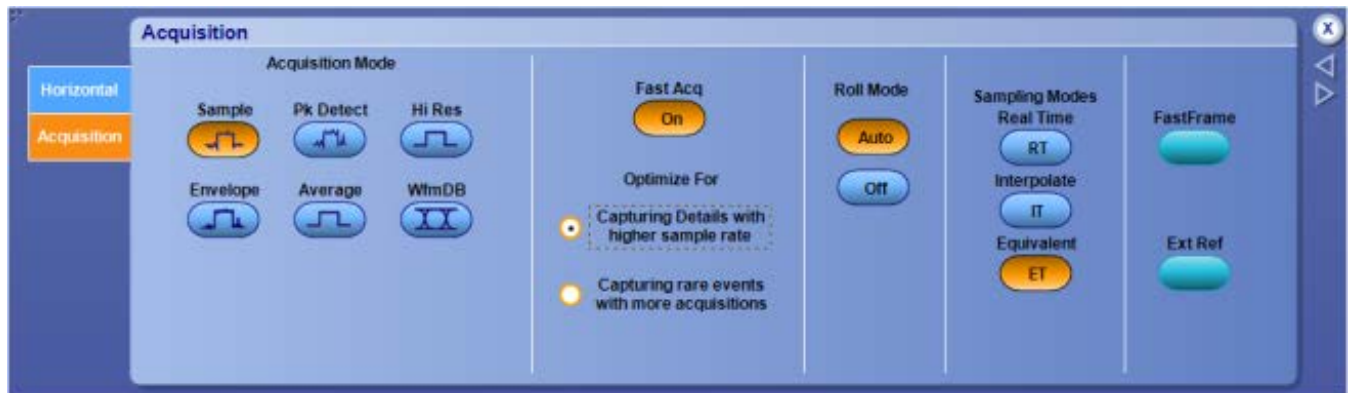 Acquisition
X
Horizontal
Acquisition
Acquisition Mode
Sample
Pk Detect
Hi Res
Envelope
Average
WfmDB
Fast Acq
On
Optimize For
Capturing Details with
higher sample rate
Capturing rare events
with more acquisitions
Roll Mode
Auto
Off
Sampling Modes
Real Time
RT
Interpolate
IT
Equivalent
ET
FastFrame
Ext Ref